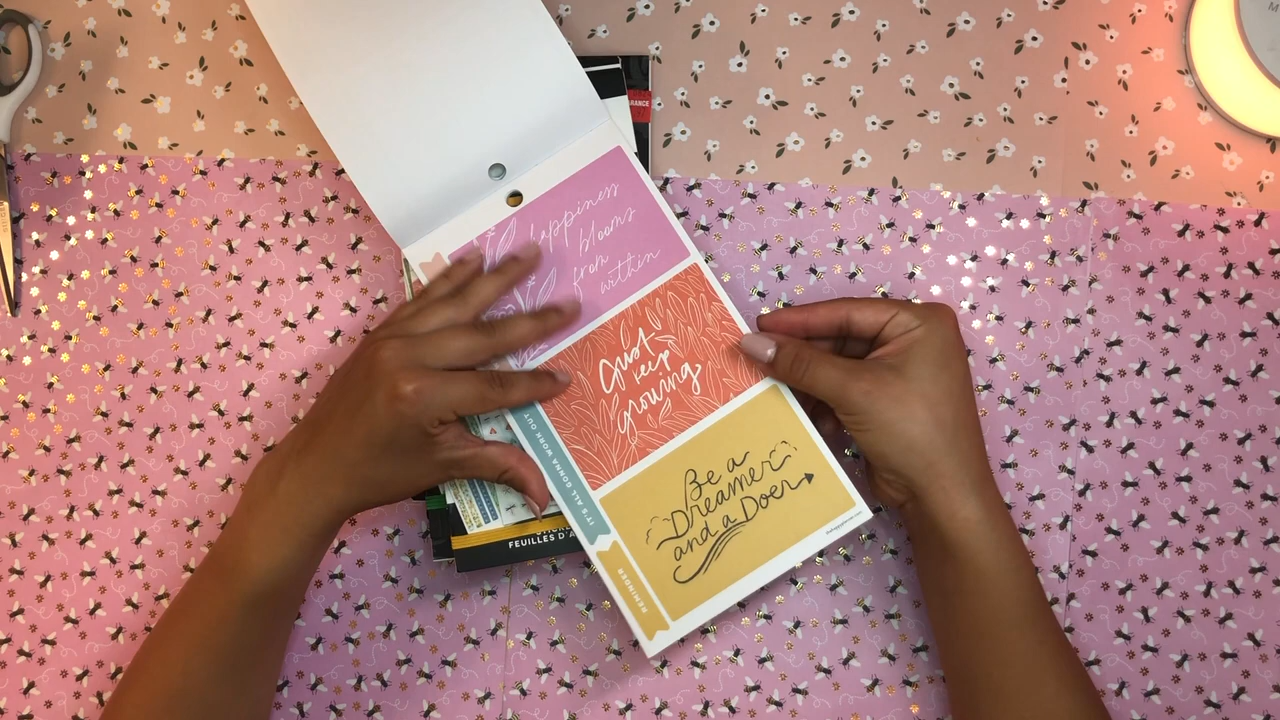 happiness
blooms
from
within
Just
keep
growing
IT'S ALL GONNA WORK OUT
Be a
Dreamer
and a Doer
REMINDER
FEUILLES D'A